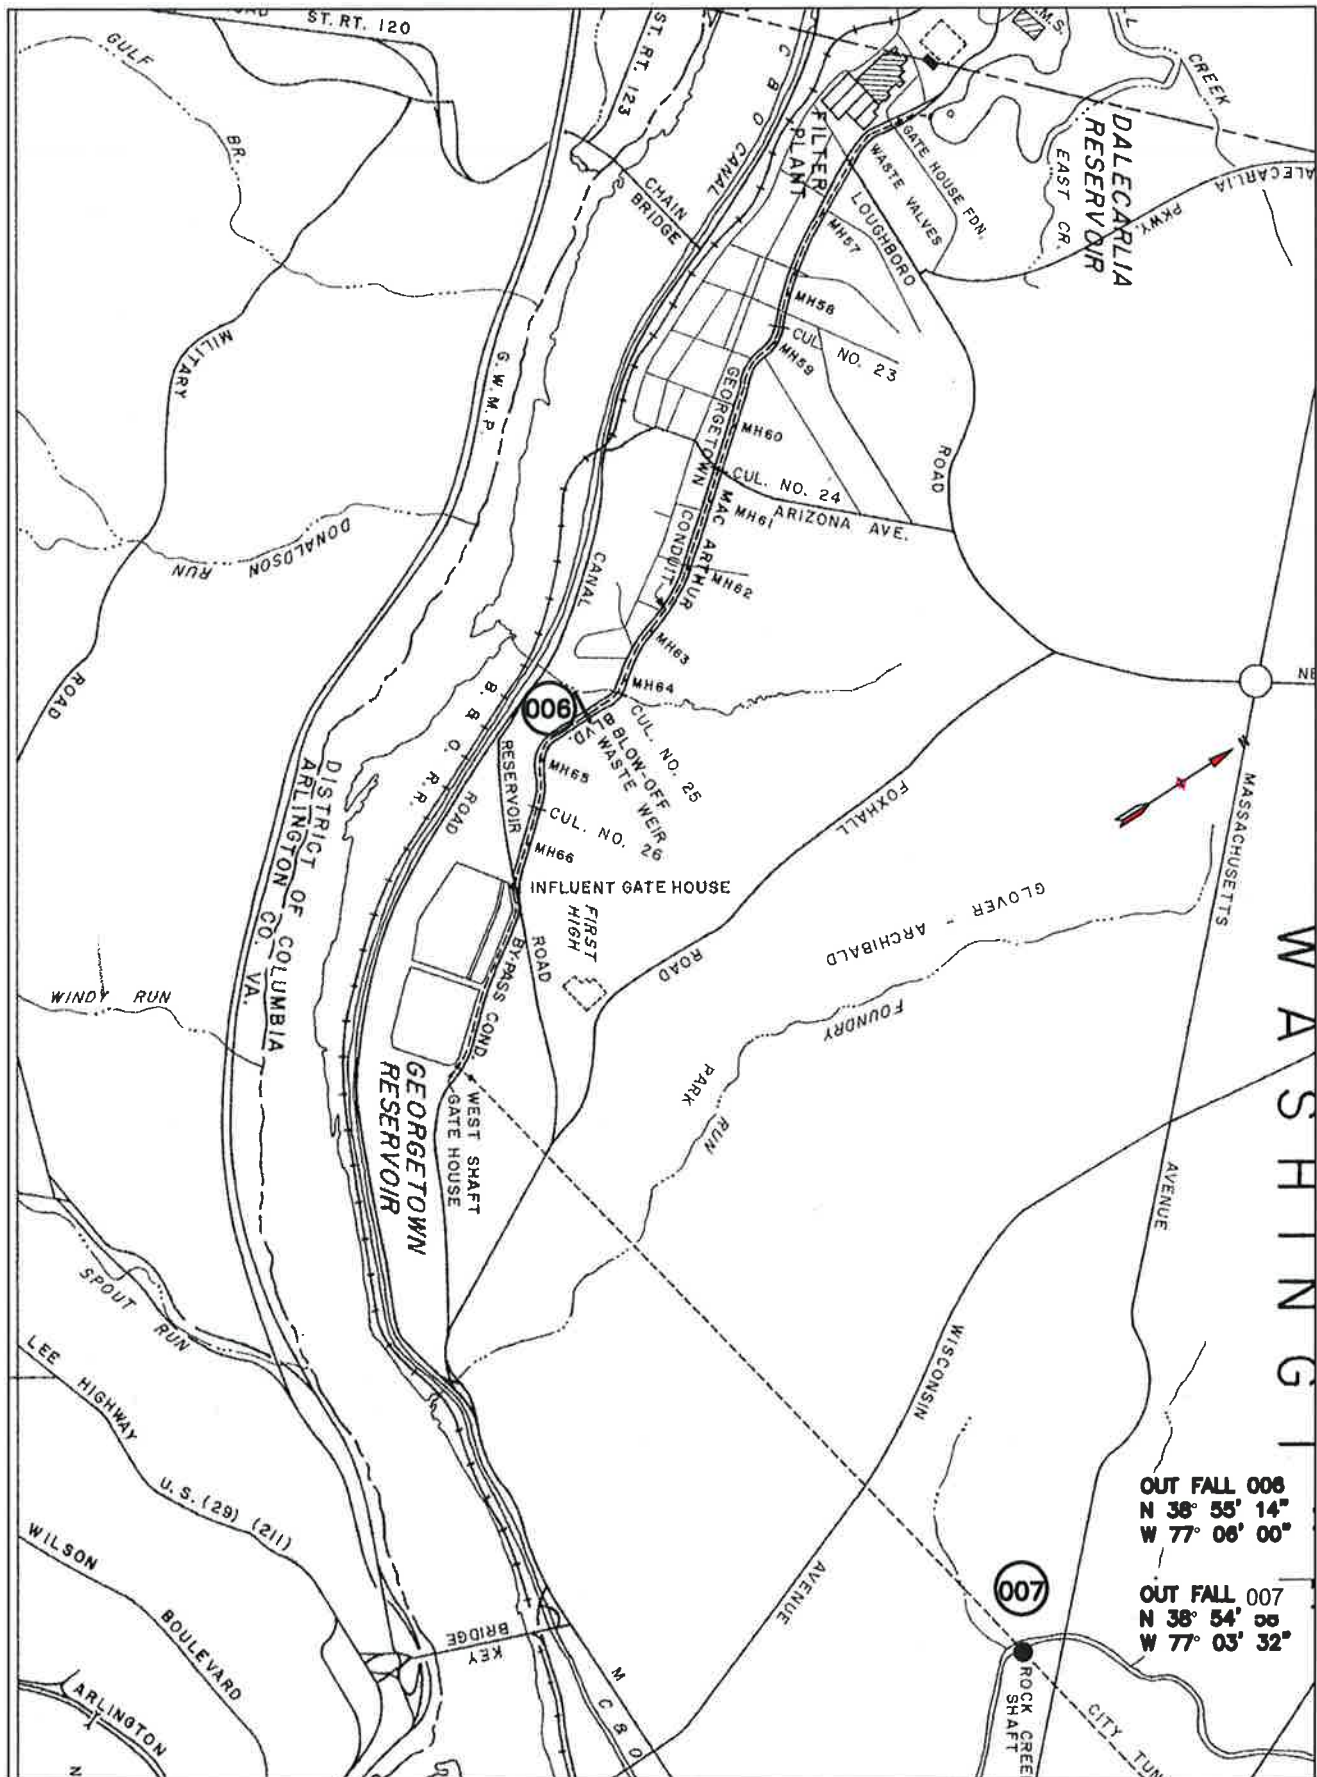 ST. RT. 120
GULF
BR.
ST. RT. 123
C & O CANAL
CHAIN
BRIDGE
FILTER
PLANT
GATE HOUSE FDN.
WASTE VALVES
LOUGHBORO
ROAD
DALECARLIA
RESERVOIR
EAST CR.
CREEK
PKWY.
MH57
MH58
CUL. NO. 23
MH59
MH60
CUL. NO. 24
MH61
ARIZONA AVE.
MH62
MH63
MH64
GEORGETOWN CONDUIT
MAC ARTHUR
BLVD.
CUL. NO. 25
BLOW-OFF
WASTE WEIR
006
MH65
CUL. NO. 26
MH66
INFLUENT GATE HOUSE
RESERVOIR
ROAD
FIRST
HIGH
BY-PASS COND.
WEST SHAFT
GATE HOUSE
GEORGETOWN
RESERVOIR
MILITARY
ROAD
G.W.M.P.
DONALDSON
RUN
CANAL
B. & O. R. R.
ROAD
DISTRICT OF COLUMBIA
ARLINGTON CO. VA.
WINDY RUN
FOXHALL
ROAD
GLOVER - ARCHIBALD
PARK
FOUNDRY
RUN
N
MASSACHUSETTS
AVENUE
WASHINGT
SPOUT
RUN
LEE
HIGHWAY
U.S. (29) (211)
WILSON
BOULEVARD
ARLINGTON
KEY
BRIDGE
M
C & O
WISCONSIN
AVENUE
007
ROCK CREE
SHAFT
CITY TUN
OUT FALL 006
N 38° 55' 14"
W 77° 06' 00"
OUT FALL 007
N 38° 54'
W 77° 03' 32"